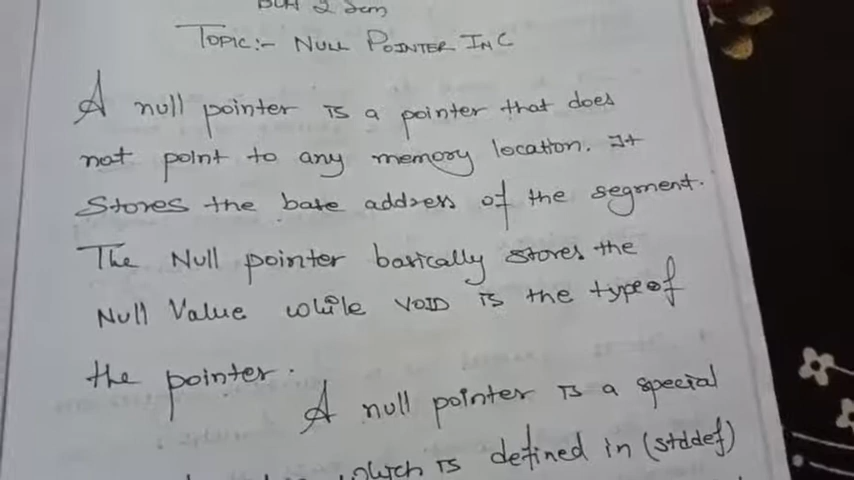 2 Sem
TOPIC:- NULL POINTER IN C
A null pointer is a pointer that does
not point to any memory location. It
Stores the base address of the segment.
The Null pointer basically stores the
Null Value while VOID is the type of
the pointer.
A null pointer is a special
which is defined in (stddef)